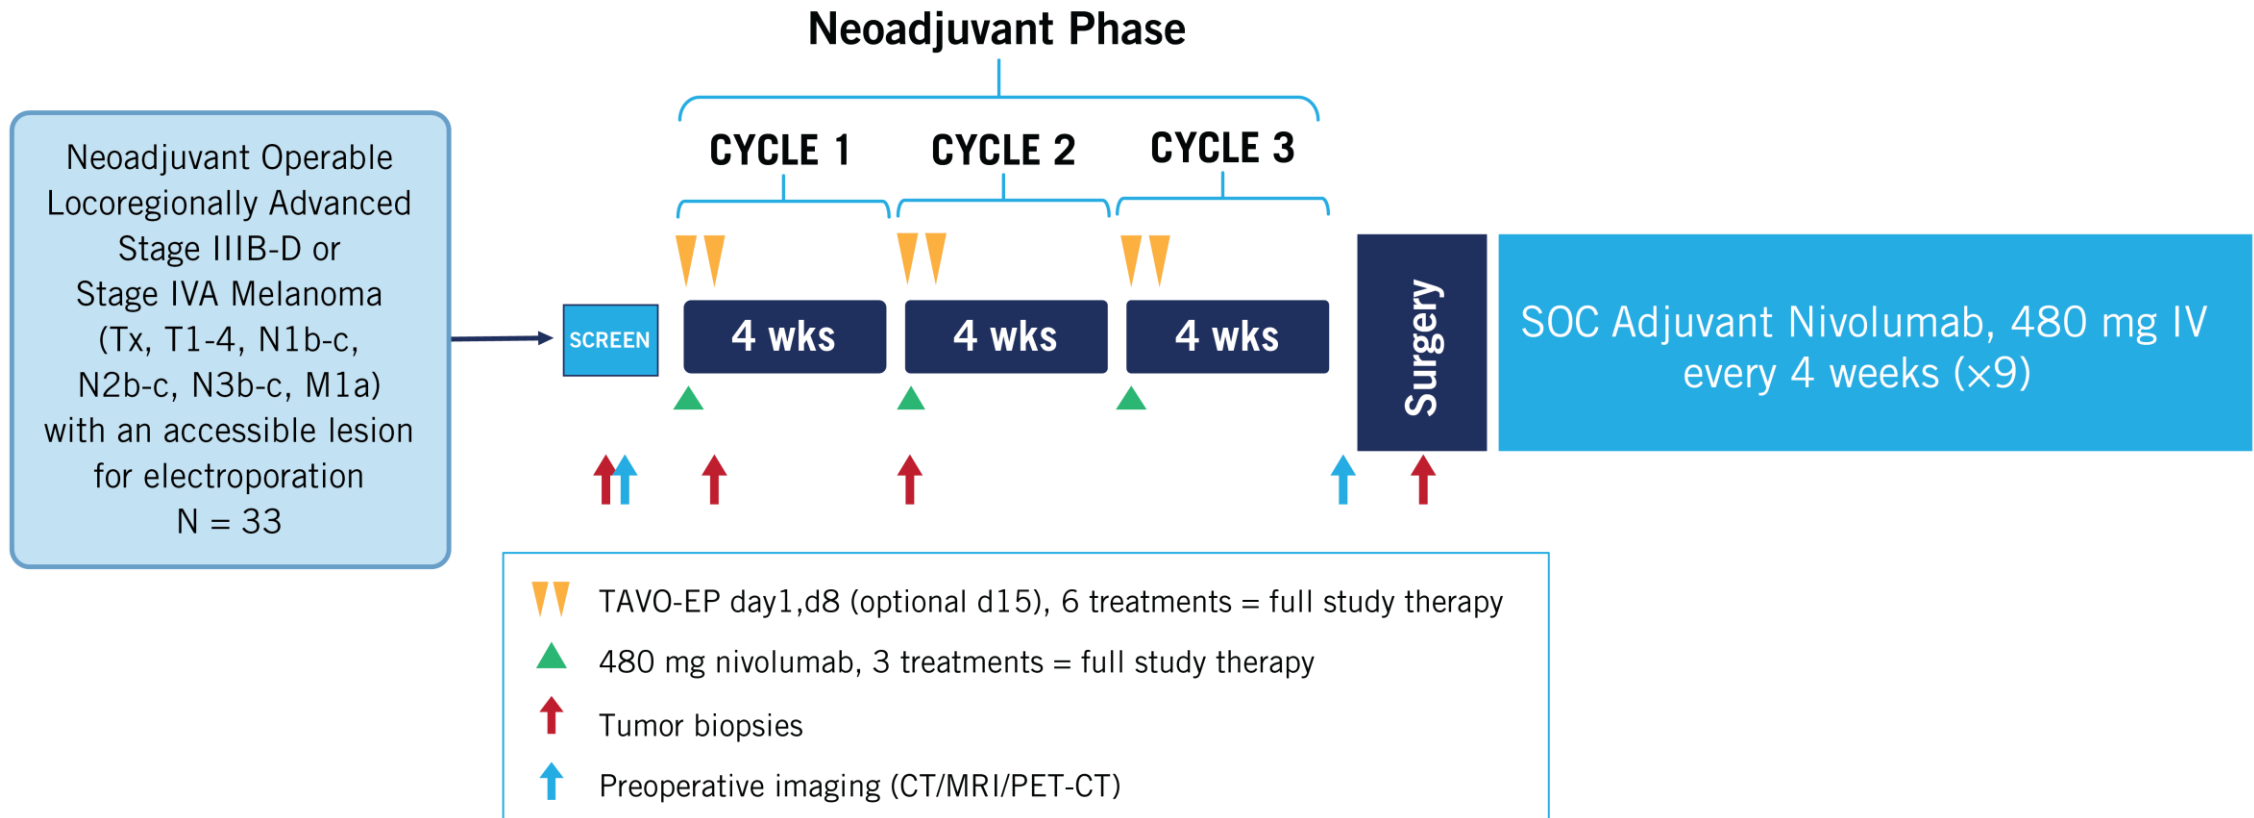 Neoadjuvant Phase
CYCLE 1
CYCLE 2
CYCLE 3
Neoadjuvant Operable
Locoregionally Advanced
Stage IIIB-D or
Stage IVA Melanoma
(Tx, T1-4, N1b-c,
N2b-c, N3b-c, M1a)
with an accessible lesion
for electroporation
N = 33
SCREEN
4 wks
4 wks
4 wks
Surgery
SOC Adjuvant Nivolumab, 480 mg IV
every 4 weeks (×9)
TAVO-EP day1,d8 (optional d15), 6 treatments = full study therapy
480 mg nivolumab, 3 treatments = full study therapy
Tumor biopsies
Preoperative imaging (CT/MRI/PET-CT)